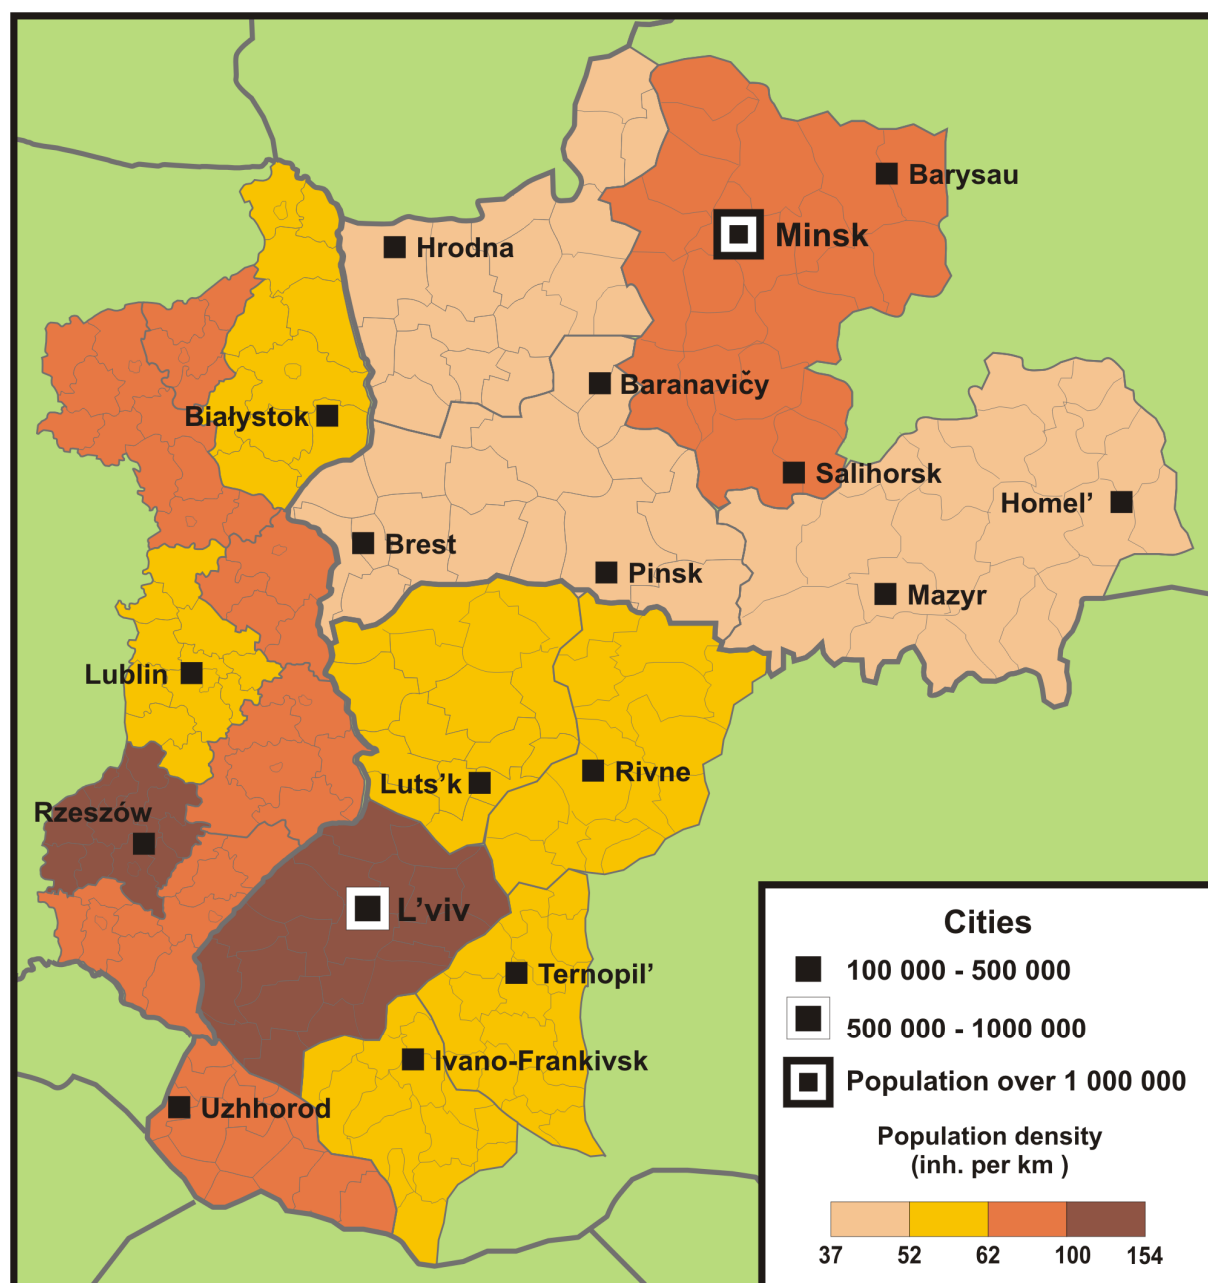 Barysau
Minsk
Hrodna
Baranavičy
Białystok
Salihorsk
Homel’
Brest
Pinsk
Mazyr
Lublin
Luts’k
Rivne
Rzeszów
L’viv
Ternopil’
Ivano-Frankivsk
Uzhhorod
Cities
100 000 - 500 000
500 000 - 1000 000
Population over 1 000 000
Population density
(inh. per km )
37 52 62 100 154